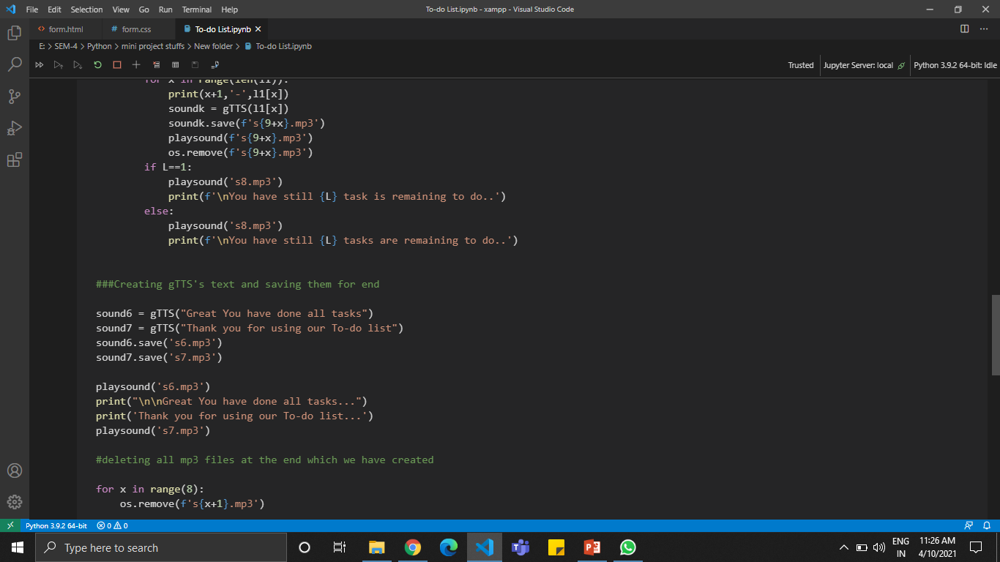 File Edit Selection View Go Run Terminal Help To-do List.ipynb - xampp - Visual Studio Code
form.html form.css To-do List.ipynb
E: > SEM-4 > Python > mini project stuffs > New folder > To-do List.ipynb
Trusted Jupyter Server: local Python 3.9.2 64-bit: Idle
for x in range(len(l1)):
print(x+1,'-',l1[x])
soundk = gTTS(l1[x])
soundk.save(f's{9+x}.mp3')
playsound(f's{9+x}.mp3')
os.remove(f's{9+x}.mp3')
if L==1:
playsound('s8.mp3')
print(f'\nYou have still {L} task is remaining to do..')
else:
playsound('s8.mp3')
print(f'\nYou have still {L} tasks are remaining to do..')
###Creating gTTS's text and saving them for end
sound6 = gTTS("Great You have done all tasks")
sound7 = gTTS("Thank you for using our To-do list")
sound6.save('s6.mp3')
sound7.save('s7.mp3')
playsound('s6.mp3')
print("\n\nGreat You have done all tasks...")
print('Thank you for using our To-do list...')
playsound('s7.mp3')
#deleting all mp3 files at the end which we have created
for x in range(8):
os.remove(f's{x+1}.mp3')
Python 3.9.2 64-bit 0 0
Type here to search
ENG 11:26 AM
IN 4/10/2021